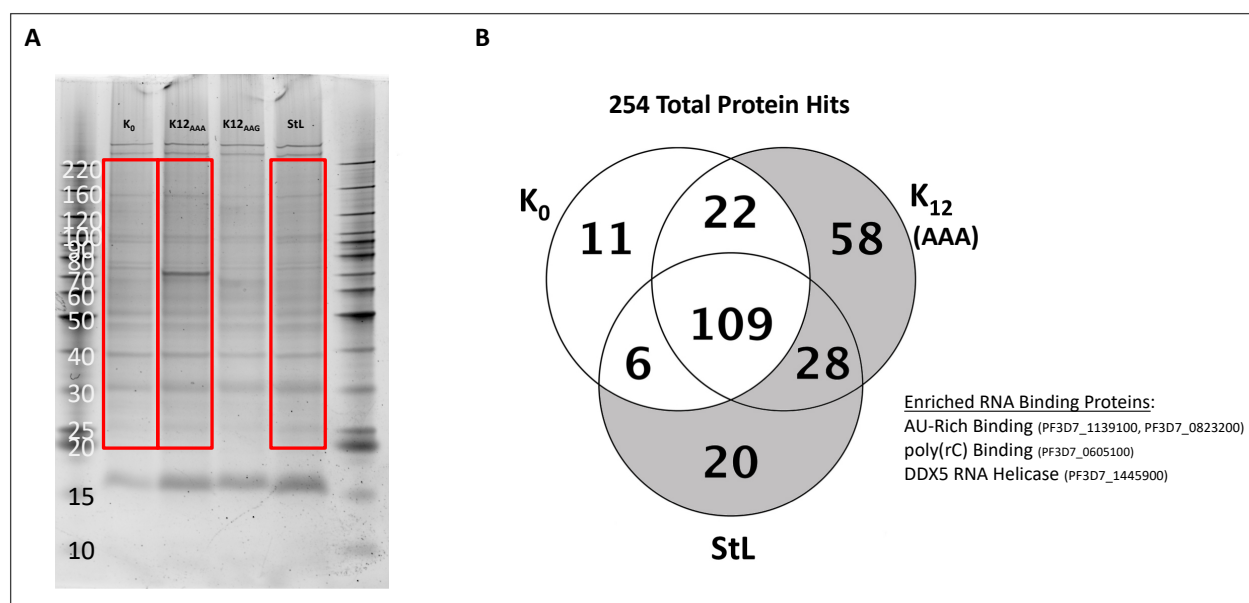 A
K0 K12AAA K12AAG StL
220
160
120
100
80
70
60
50
40
30
25
20
15
10
B
254 Total Protein Hits
K0
K12
(AAA)
11
22
58
109
6
28
20
StL
Enriched RNA Binding Proteins:
AU-Rich Binding (PF3D7_1139100, PF3D7_0823200)
poly(rC) Binding (PF3D7_0605100)
DDX5 RNA Helicase (PF3D7_1445900)